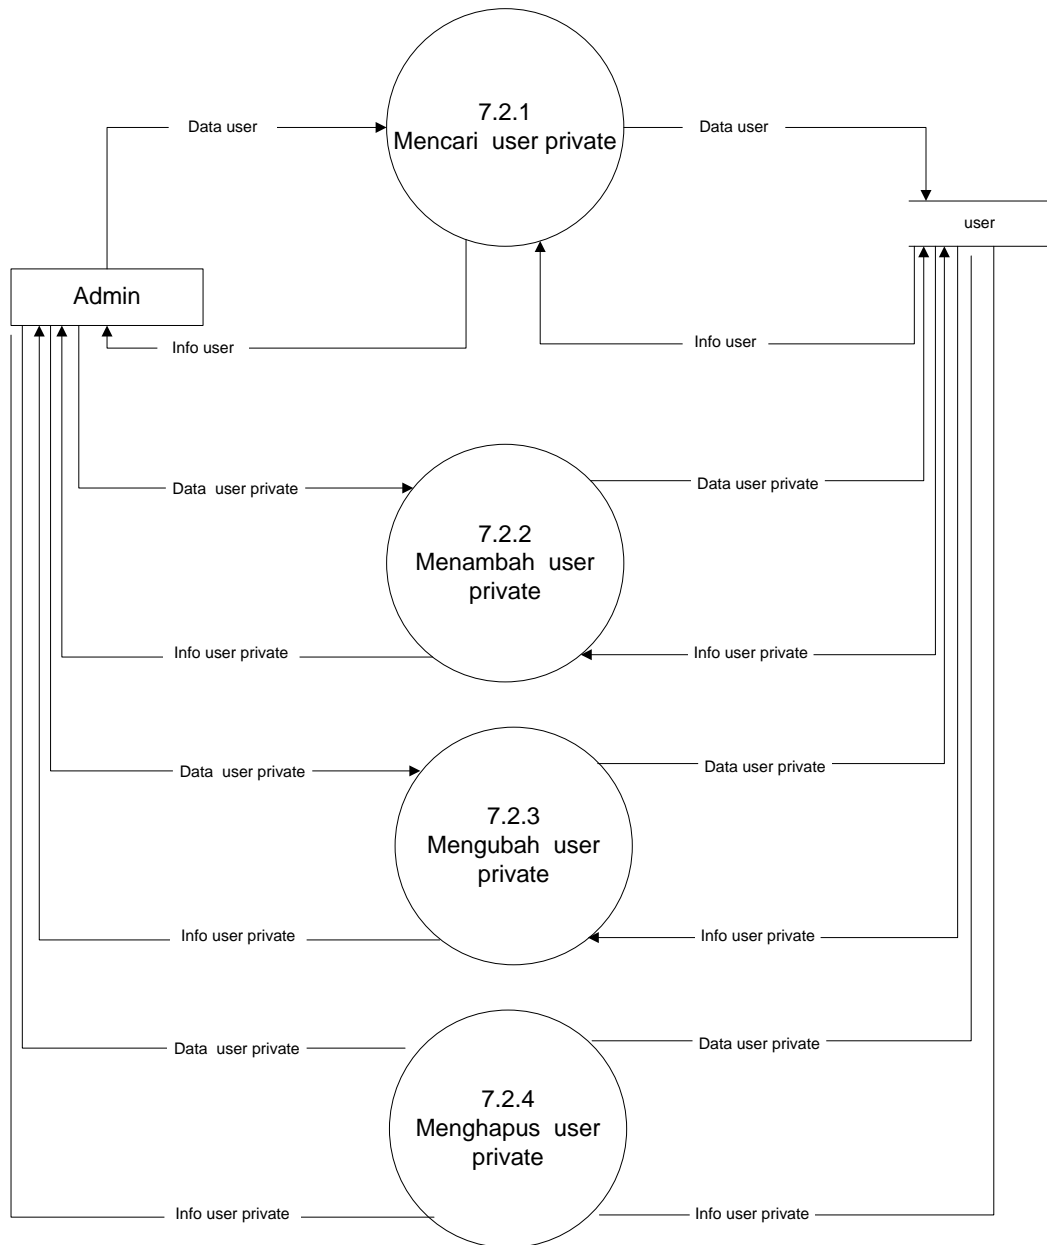 7.2.1
Mencari user private
Data user
Data user
user
Admin
Info user
Info user
7.2.2
Menambah user
private
Data user private
Data user private
Info user private
Info user private
7.2.3
Mengubah user
private
Data user private
Data user private
Info user private
Info user private
7.2.4
Menghapus user
private
Data user private
Data user private
Info user private
Info user private